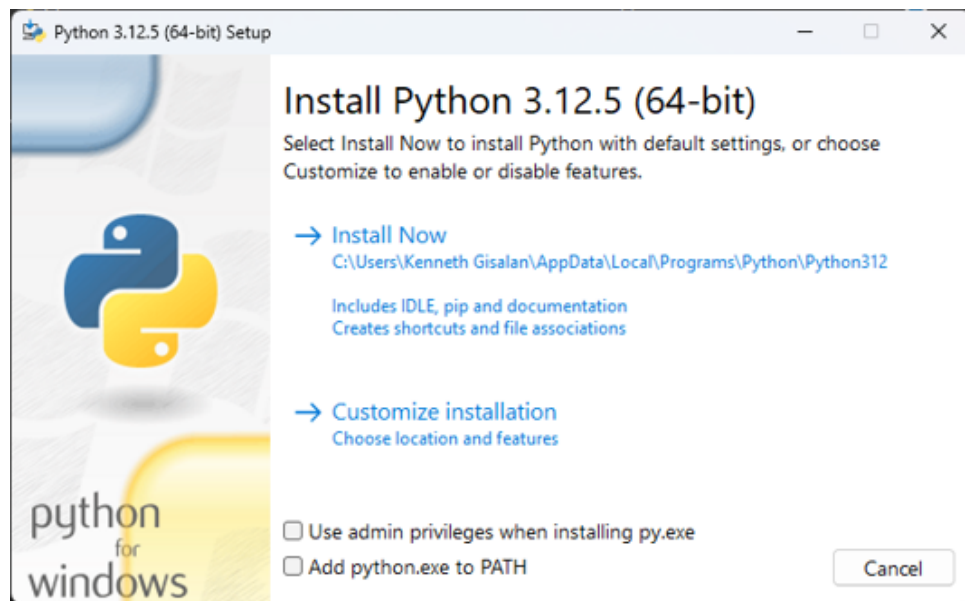 Python 3.12.5 (64-bit) Setup
Install Python 3.12.5 (64-bit)
Select Install Now to install Python with default settings, or choose
Customize to enable or disable features.
Install Now
C:\Users\Kenneth Gisalan\AppData\Local\Programs\Python\Python312
Includes IDLE, pip and documentation
Creates shortcuts and file associations
Customize installation
Choose location and features
python
for
windows
Use admin privileges when installing py.exe
Add python.exe to PATH
Cancel